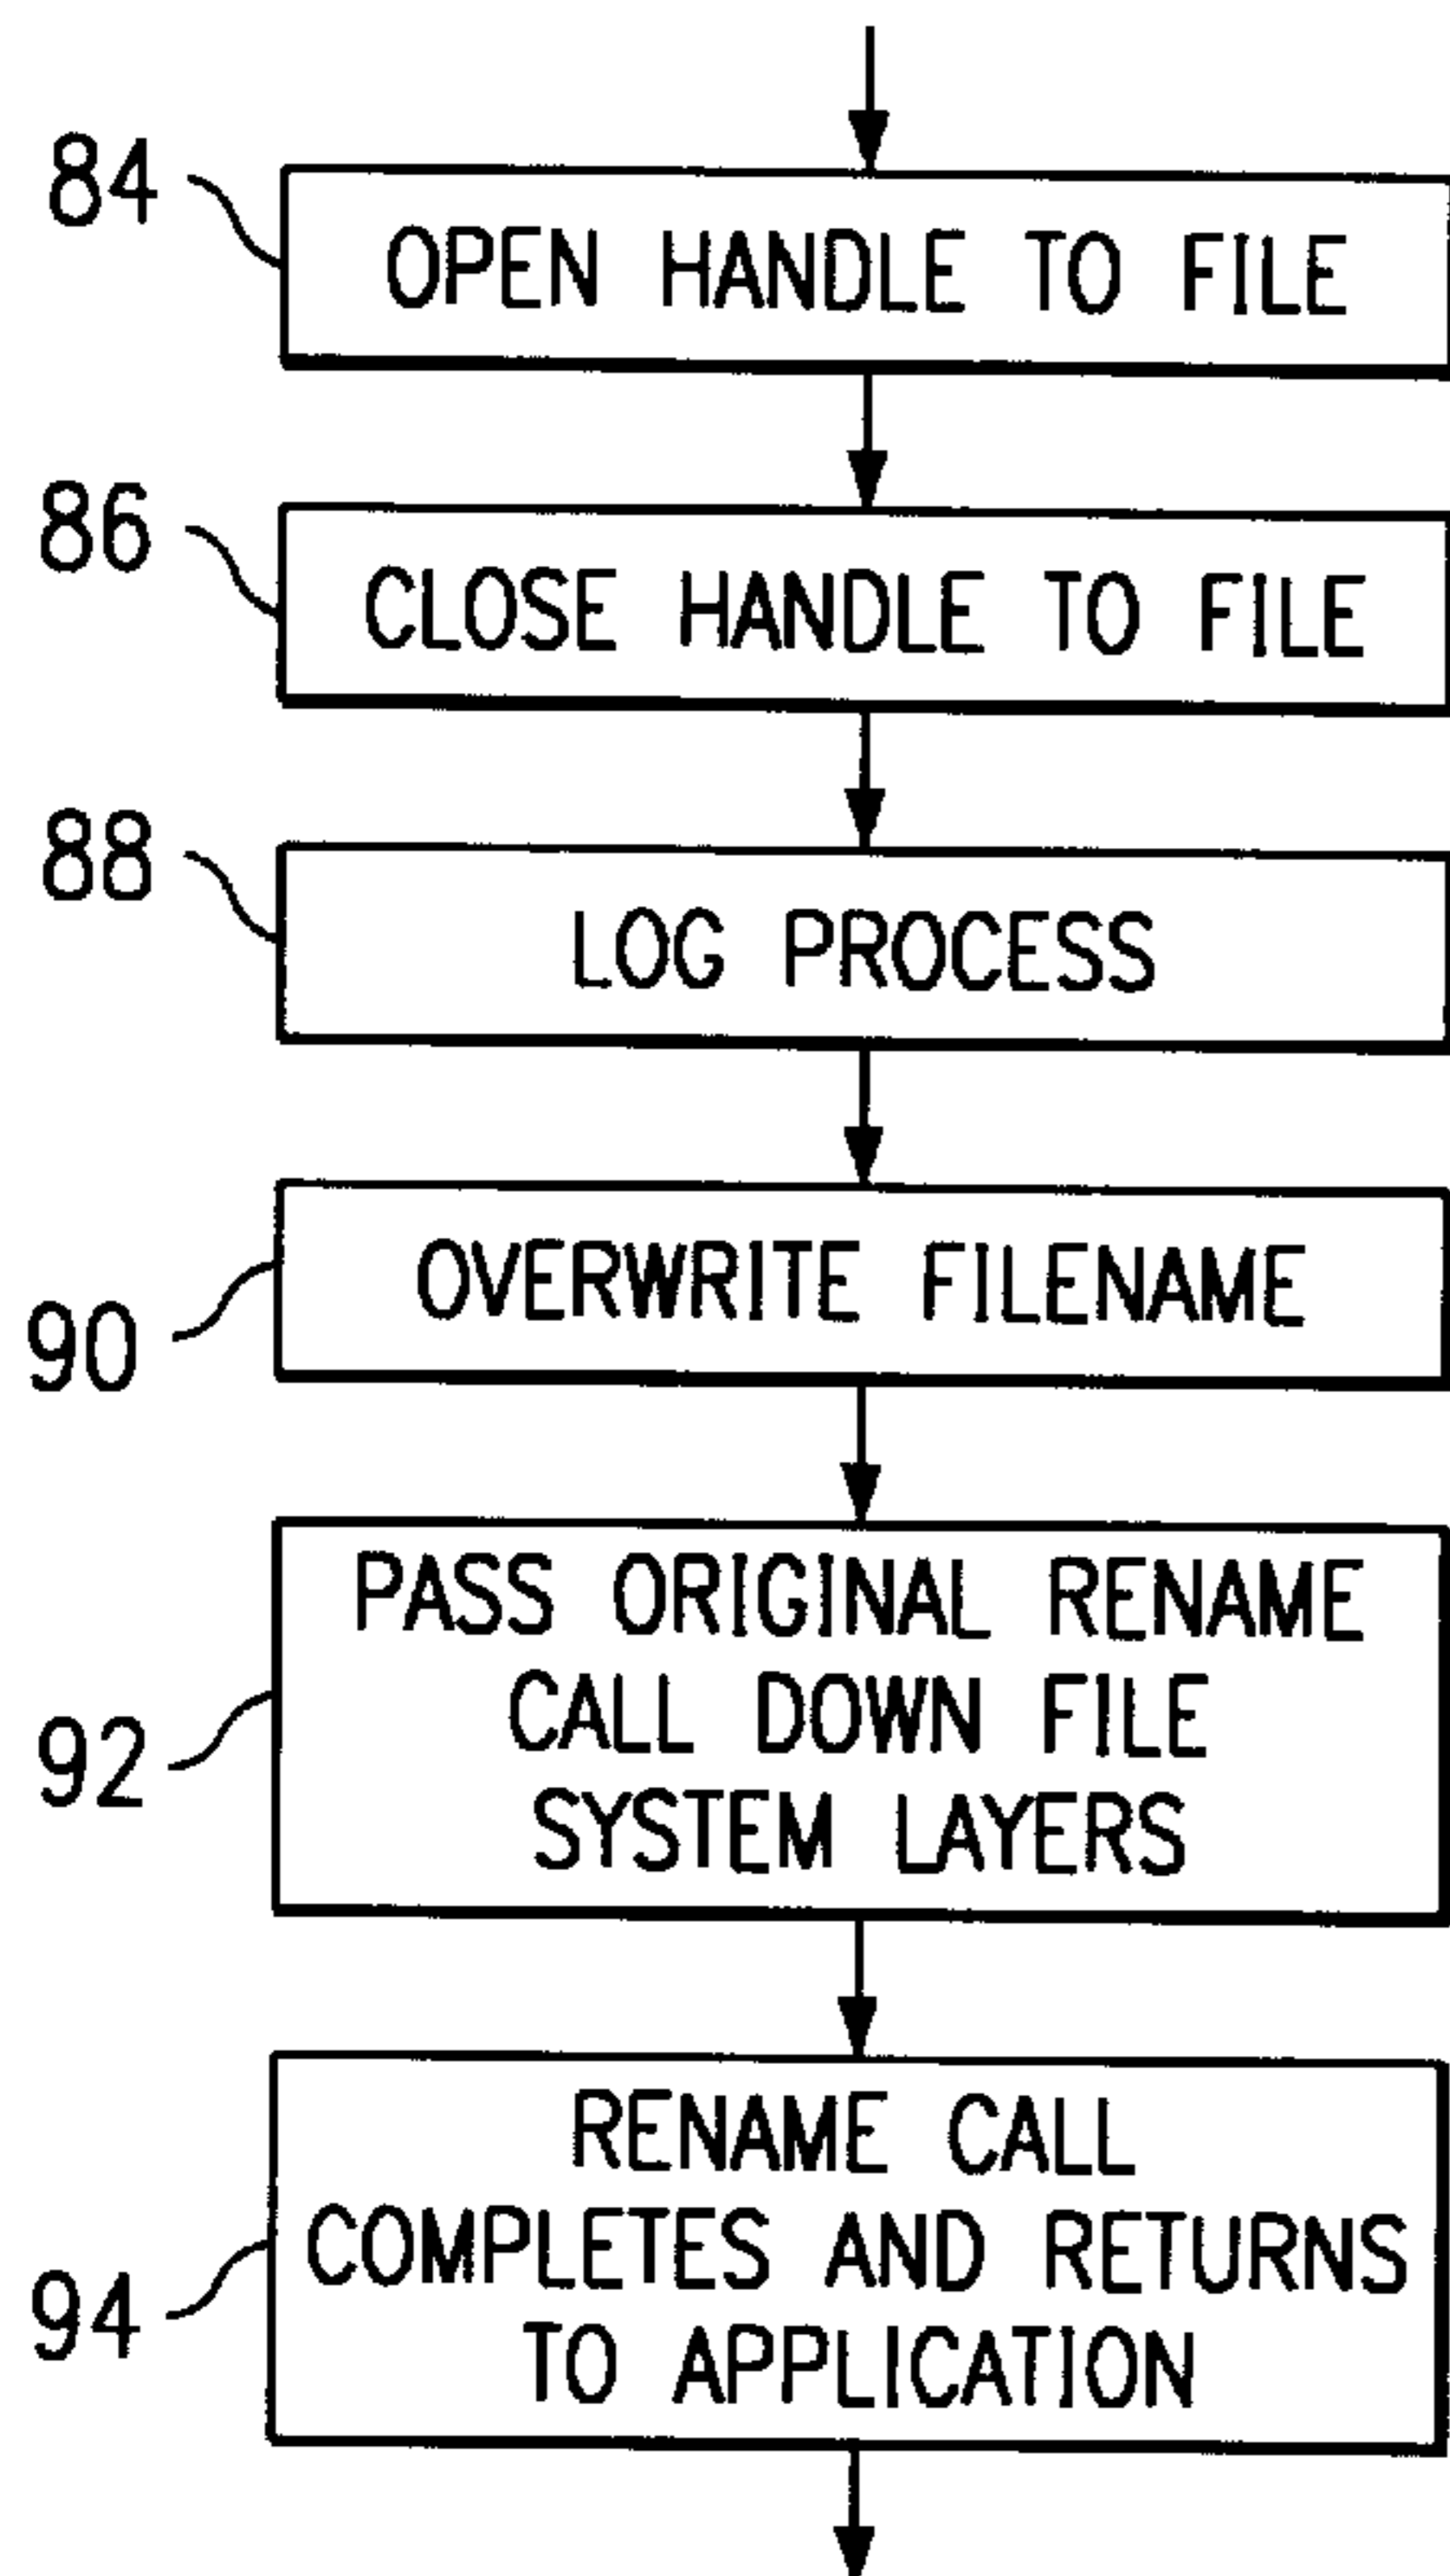 84
OPEN HANDLE TO FILE
86
CLOSE HANDLE TO FILE
88
LOG PROCESS
90
OVERWRITE FILENAME
92
PASS ORIGINAL RENAME
CALL DOWN FILE
SYSTEM LAYERS
94
RENAME CALL
COMPLETES AND RETURNS
TO APPLICATION